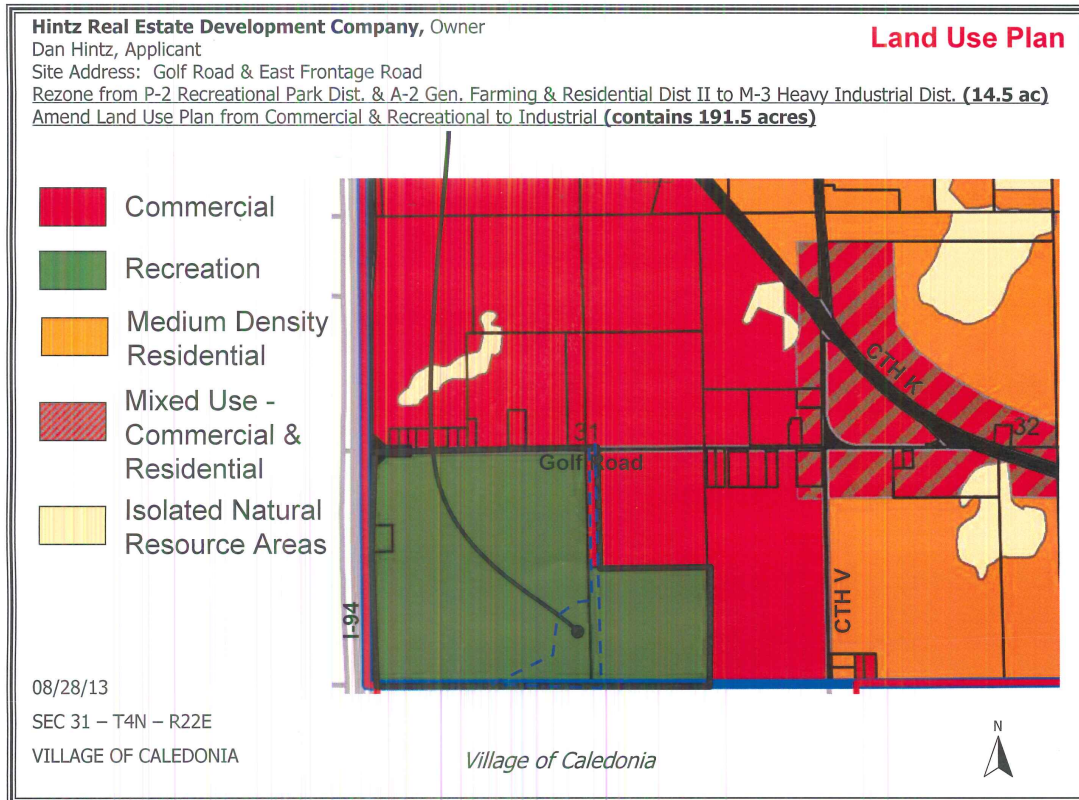 Hintz Real Estate Development Company, Owner
Land Use Plan
Dan Hintz, Applicant
Site Address: Golf Road & East Frontage Road
Rezone from P-2 Recreational Park Dist. & A-2 Gen. Farming & Residential Dist II to M-3 Heavy Industrial Dist. (14.5 ac)
Amend Land Use Plan from Commercial & Recreational to Industrial (contains 191.5 acres)
Commercial
Recreation
Medium Density
Residential
Mixed Use -
Commercial &
Residential
Isolated Natural
Resource Areas
CTH K
31
32
Golf Road
I-94
CTH V
08/28/13
SEC 31 – T4N – R22E
VILLAGE OF CALEDONIA
Village of Caledonia
N